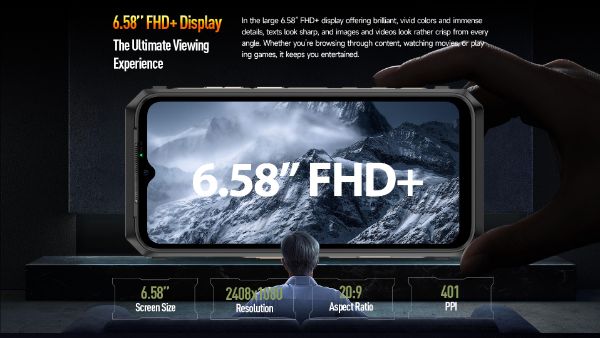 6.58" FHD+ Display
The Ultimate Viewing
Experience
In the large 6.58" FHD+ display offering brilliant, vivid colors and immense
details, texts look sharp, and images and videos look rather crisp from every
angle. Whether you're browsing through content, watching movies, or play-
ing games, it keeps you entertained.
6.58" FHD+
6.58"
Screen Size
2408x1080
Resolution
20:9
Aspect Ratio
401
PPI